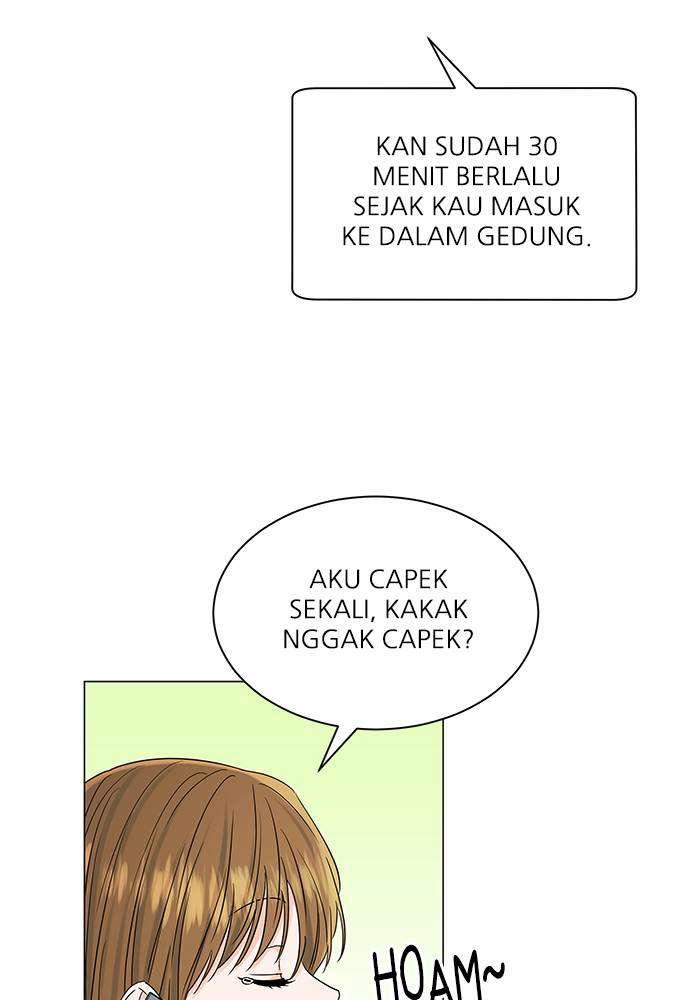 KAN SUDAH 30
MENIT BERLALU
SEJAK KAU MASUK
KE DALAM GEDUNG.
AKU CAPEK
SEKALI, KAKAK
NGGAK CAPEK?
HOAM~